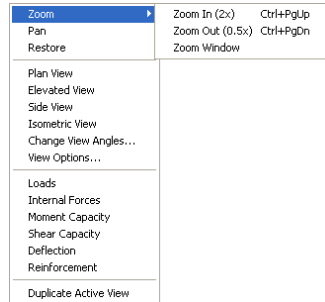 Zoom
Zoom In (2x) Ctrl+PgUp
Pan
Zoom Out (0.5x) Ctrl+PgDn
Restore
Zoom Window
Plan View
Elevated View
Side View
Isometric View
Change View Angles...
View Options...
Loads
Internal Forces
Moment Capacity
Shear Capacity
Deflection
Reinforcement
Duplicate Active View